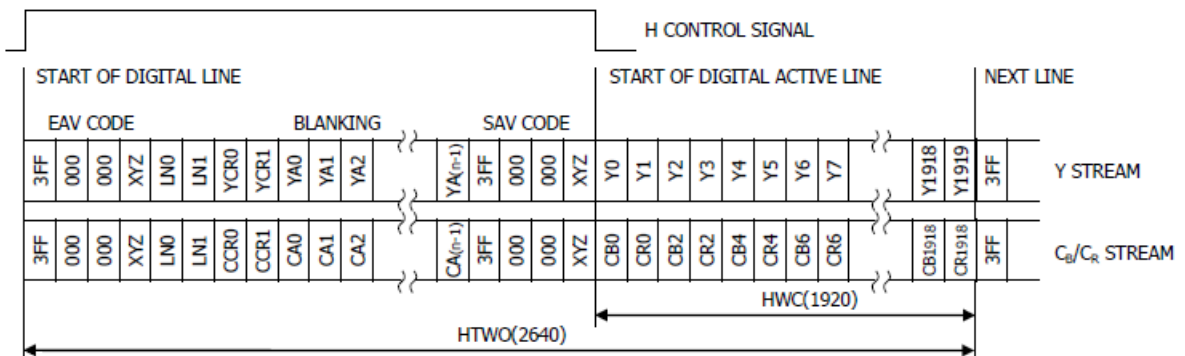 H CONTROL SIGNAL
START OF DIGITAL LINE START OF DIGITAL ACTIVE LINE NEXT LINE
EAV CODE BLANKING SAV CODE
3FF 000 000 XYZ LN0 LN1 YCR0 YCR1 YA0 YA1 YA2 YA(n-1) 3FF 000 000 XYZ Y0 Y1 Y2 Y3 Y4 Y5 Y6 Y7 Y1918 Y1919 3FF Y STREAM
3FF 000 000 XYZ LN0 LN1 CCR0 CCR1 CA0 CA1 CA2 CA(n-1) 3FF 000 000 XYZ CB0 CR0 CB2 CR2 CB4 CR4 CB6 CR6 CB1918 CR1918 3FF CB/CR STREAM
HWC(1920)
HTWO(2640)